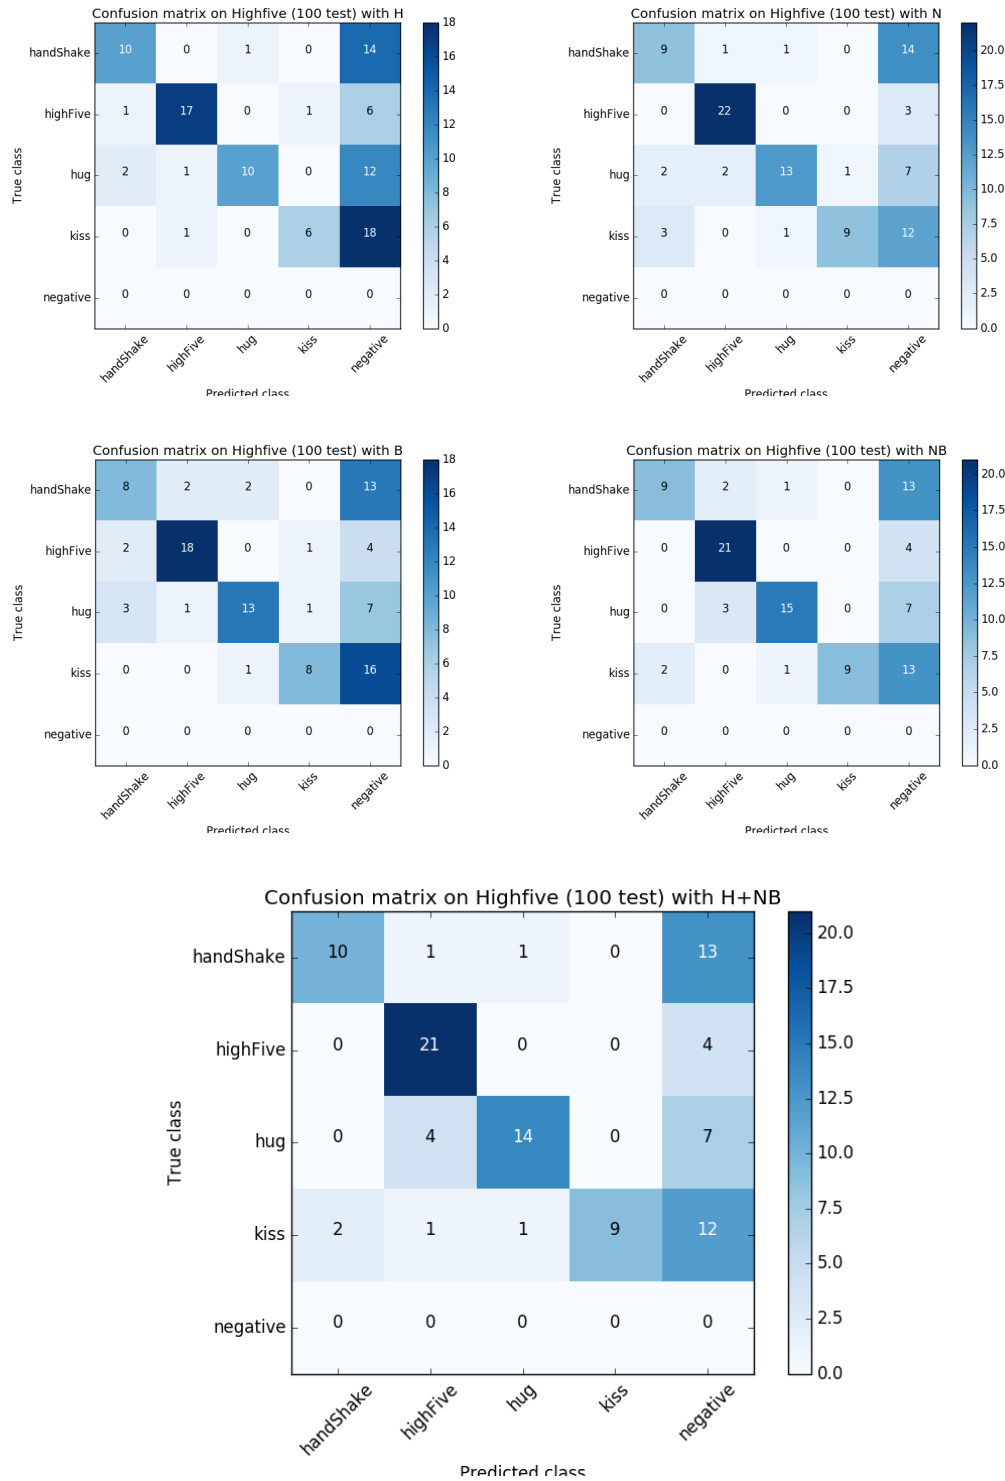 Confusion matrix on Highfive (100 test) with H
True class
handShake 10 0 1 0 14
highFive 1 17 0 1 6
hug 2 1 10 0 12
kiss 0 1 0 6 18
negative 0 0 0 0 0
handShake highFive hug kiss negative
Predicted class
18
16
14
12
10
8
6
4
2
0
Confusion matrix on Highfive (100 test) with N
True class
handShake 9 1 1 0 14
highFive 0 22 0 0 3
hug 2 2 13 1 7
kiss 3 0 1 9 12
negative 0 0 0 0 0
handShake highFive hug kiss negative
Predicted class
20.0
17.5
15.0
12.5
10.0
7.5
5.0
2.5
0.0
Confusion matrix on Highfive (100 test) with B
True class
handShake 8 2 2 0 13
highFive 2 18 0 1 4
hug 3 1 13 1 7
kiss 0 0 1 8 16
negative 0 0 0 0 0
handShake highFive hug kiss negative
Predicted class
18
16
14
12
10
8
6
4
2
0
Confusion matrix on Highfive (100 test) with NB
True class
handShake 9 2 1 0 13
highFive 0 21 0 0 4
hug 0 3 15 0 7
kiss 2 0 1 9 13
negative 0 0 0 0 0
handShake highFive hug kiss negative
Predicted class
20.0
17.5
15.0
12.5
10.0
7.5
5.0
2.5
0.0
Confusion matrix on Highfive (100 test) with H+NB
True class
handShake 10 1 1 0 13
highFive 0 21 0 0 4
hug 0 4 14 0 7
kiss 2 1 1 9 12
negative 0 0 0 0 0
handShake highFive hug kiss negative
Predicted class
20.0
17.5
15.0
12.5
10.0
7.5
5.0
2.5
0.0